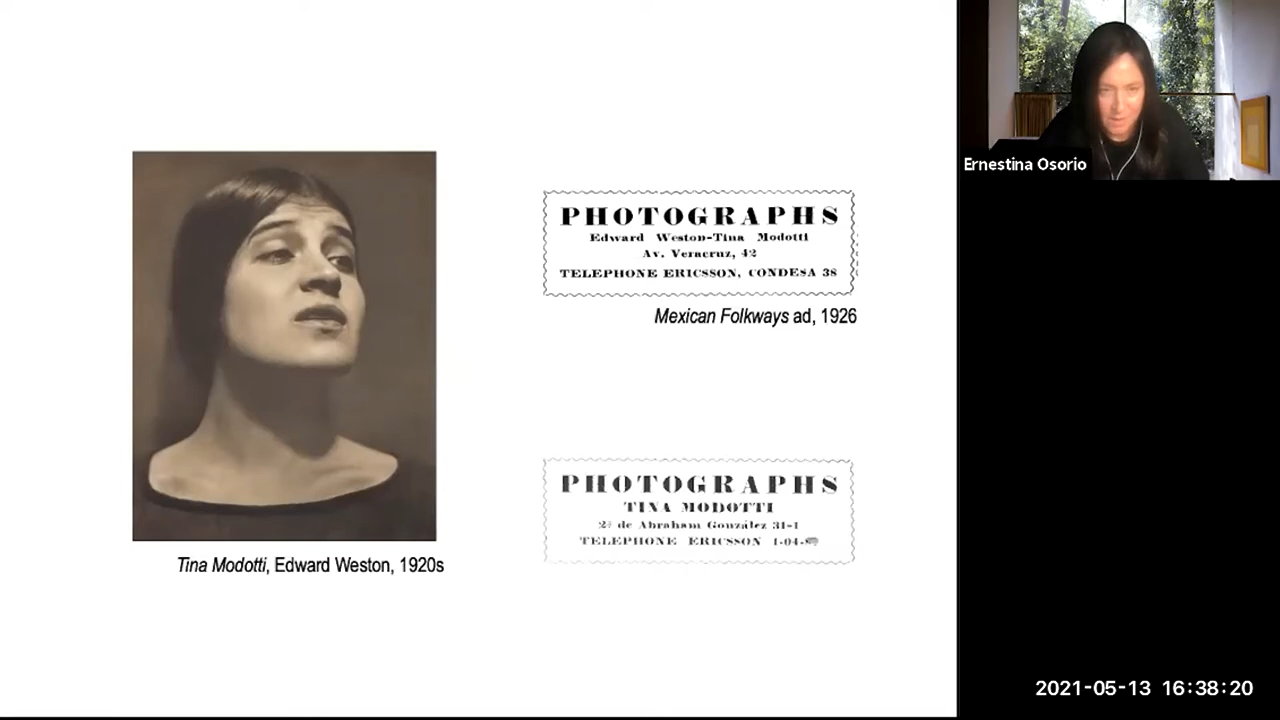 PHOTOGRAPHS
Edward Weston-Tina Modotti
Av. Veracruz, 42
TELEPHONE ERICSSON, CONDESA 38
Mexican Folkways ad, 1926
PHOTOGRAPHS
TINA MODOTTI
2ª de Abraham González 31-1
TELEPHONE ERICSSON
Tina Modotti, Edward Weston, 1920s
Ernestina Osorio
2021-05-13 16:38:20